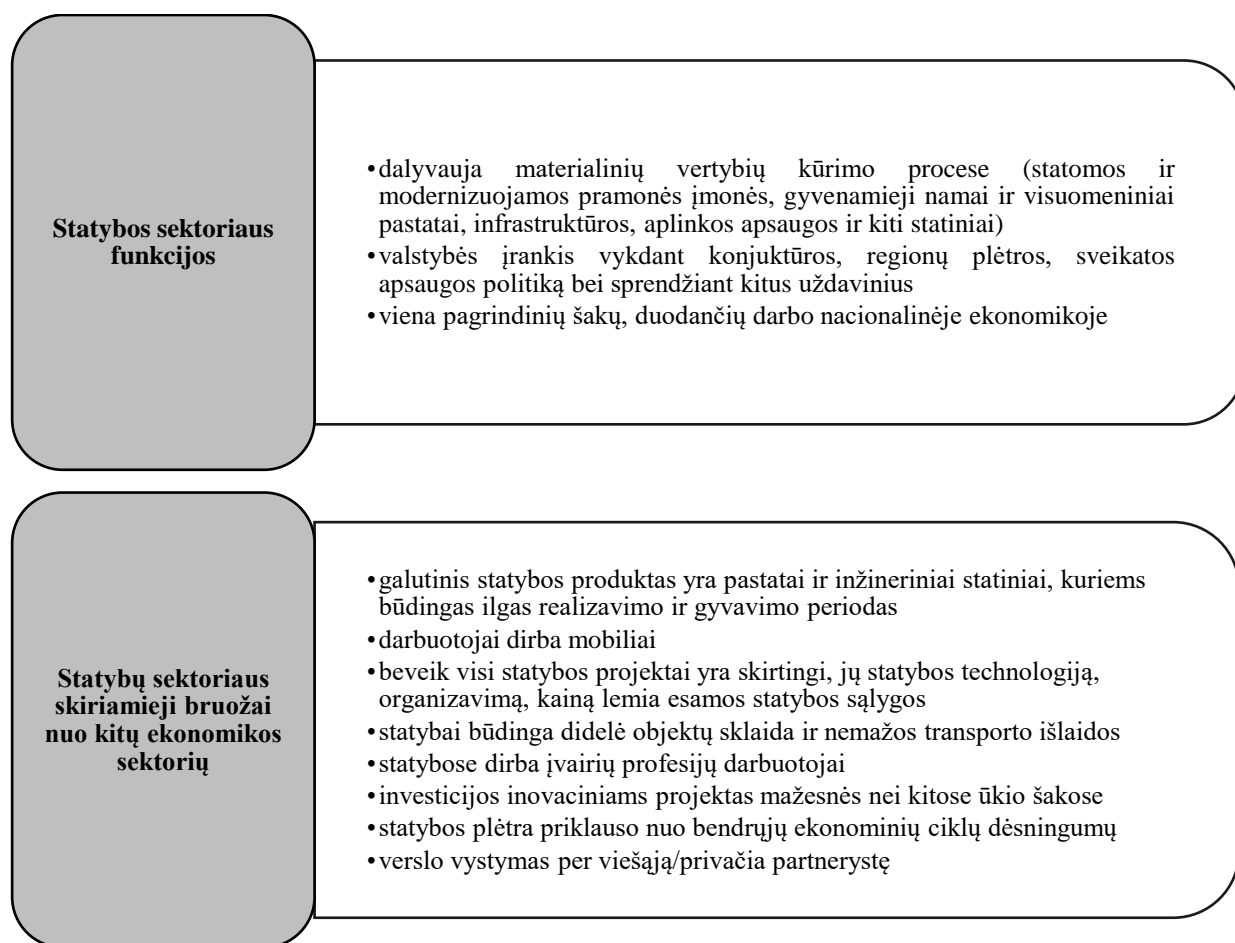 Statybos sektoriaus
funkcijos
•dalyvauja materialinių vertybių kūrimo procese (statomos ir
modernizuojamos pramonės įmonės, gyvenamieji namai ir visuomeniniai
pastatai, infrastruktūros, aplinkos apsaugos ir kiti statiniai)
•valstybės įrankis vykdant konjuktūros, regionų plėtros, sveikatos
apsaugos politiką bei sprendžiant kitus uždavinius
•viena pagrindinių šakų, duodančių darbo nacionalinėje ekonomikoje
Statybų sektoriaus
skiriamieji bruožai
nuo kitų ekonomikos
sektorių
•galutinis statybos produktas yra pastatai ir inžineriniai statiniai, kuriems
būdingas ilgas realizavimo ir gyvavimo periodas
•darbuotojai dirba mobiliai
•beveik visi statybos projektai yra skirtingi, jų statybos technologiją,
organizavimą, kainą lemia esamos statybos sąlygos
•statybai būdinga didelė objektų sklaida ir nemažos transporto išlaidos
•statybose dirba įvairių profesijų darbuotojai
•investicijos inovaciniams projektas mažesnės nei kitose ūkio šakose
•statybos plėtra priklauso nuo bendrųjų ekonominių ciklų dėsningumų
•verslo vystymas per viešąją/privačia partnerystę